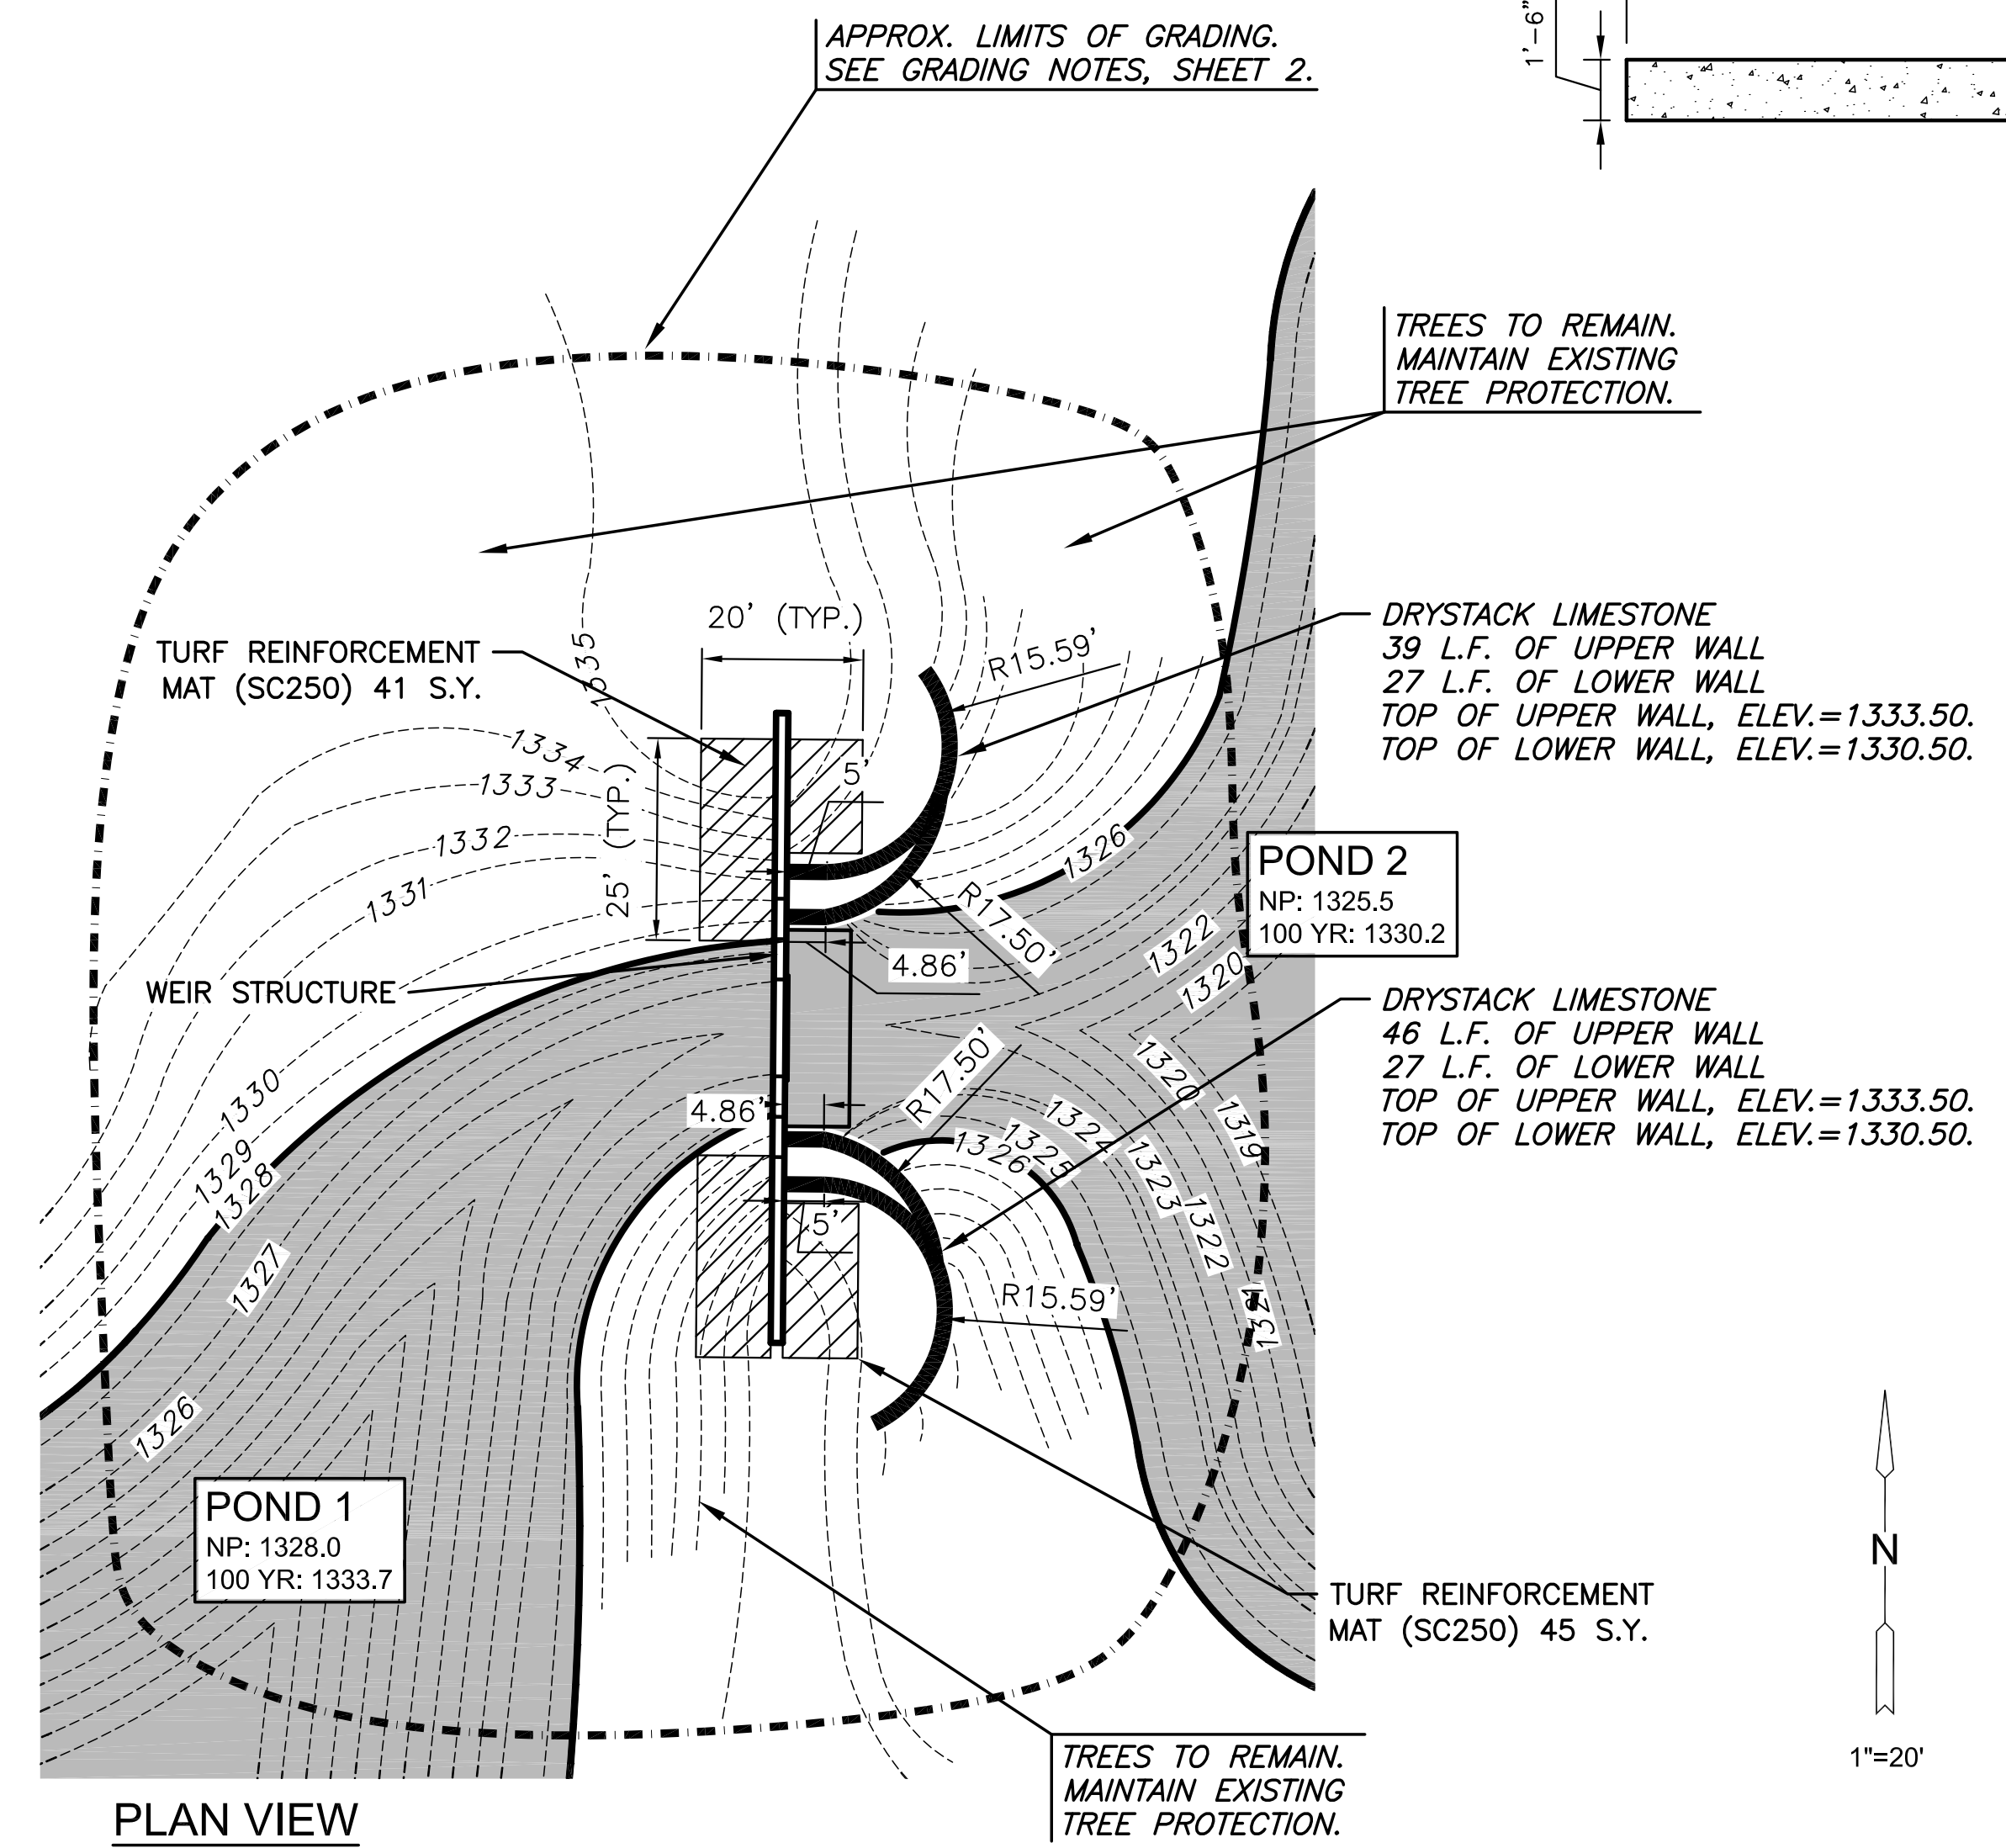 APPROX. LIMITS OF GRADING.
SEE GRADING NOTES, SHEET 2.
1'-6"
TREES TO REMAIN.
MAINTAIN EXISTING
TREE PROTECTION.
20' (TYP.)
R15.59'
DRYSTACK LIMESTONE
39 L.F. OF UPPER WALL
27 L.F. OF LOWER WALL
TOP OF UPPER WALL, ELEV.=1333.50.
TOP OF LOWER WALL, ELEV.=1330.50.
TURF REINFORCEMENT
MAT (SC250) 41 S.Y.
1335
1334
1333
1332
1331
25' (TYP.)
5'
1326
POND 2
NP: 1325.5
100 YR: 1330.2
R17.50'
4.86'
1322
1320
WEIR STRUCTURE
DRYSTACK LIMESTONE
46 L.F. OF UPPER WALL
27 L.F. OF LOWER WALL
TOP OF UPPER WALL, ELEV.=1333.50.
TOP OF LOWER WALL, ELEV.=1330.50.
R17.50'
4.86'
1330
1329
1328
1327
1326
1326
1325
1324
1323
1322
1321
1320
1319
5'
R15.59'
POND 1
NP: 1328.0
100 YR: 1333.7
TURF REINFORCEMENT
MAT (SC250) 45 S.Y.
N
1"=20'
TREES TO REMAIN.
MAINTAIN EXISTING
TREE PROTECTION.
PLAN VIEW